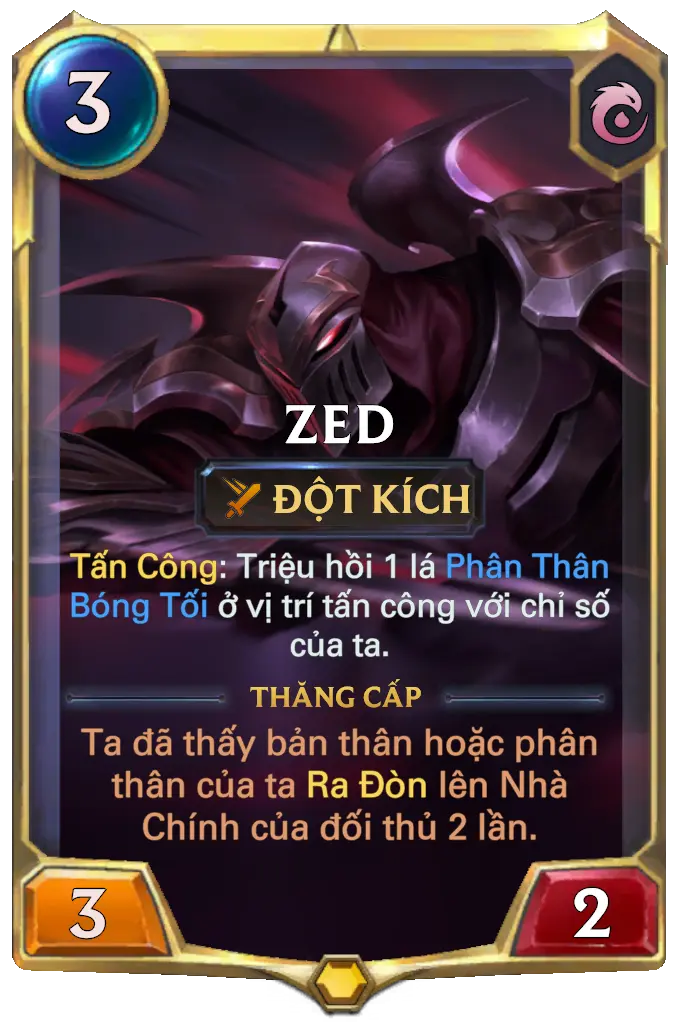 3
ZED
ĐỘT KÍCH
Tấn Công: Triệu hồi 1 lá Phân Thân
Bóng Tối ở vị trí tấn công với chỉ số
của ta.
THĂNG CẤP
Ta đã thấy bản thân hoặc phân
thân của ta Ra Đòn lên Nhà
Chính của đối thủ 2 lần.
3
2